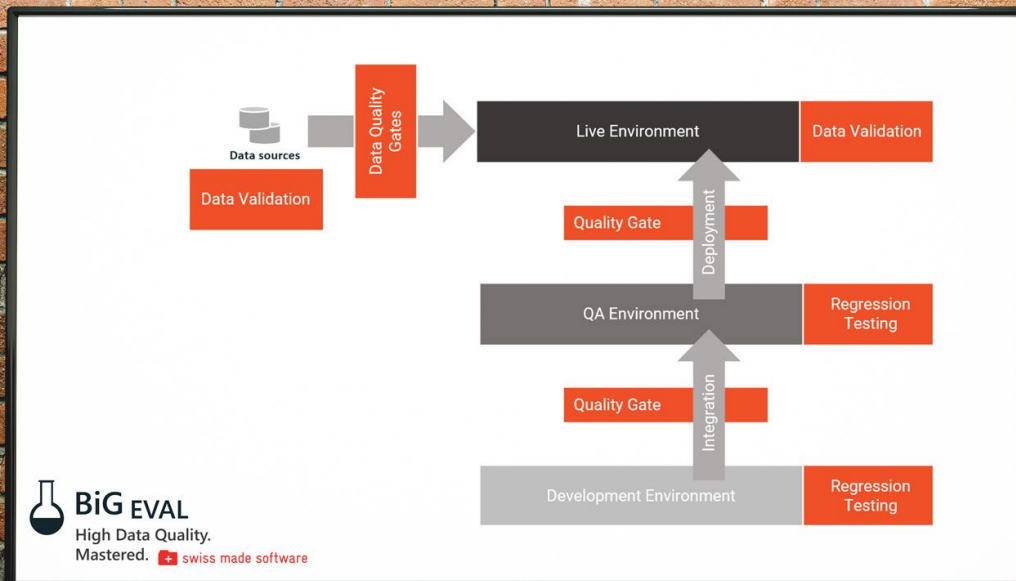 Data sources
Data Validation
Data Quality
Gates
Live Environment
Data Validation
Quality Gate
Deployment
QA Environment
Regression
Testing
Quality Gate
Integration
Development Environment
Regression
Testing
BiG EVAL
High Data Quality.
Mastered.
swiss made software